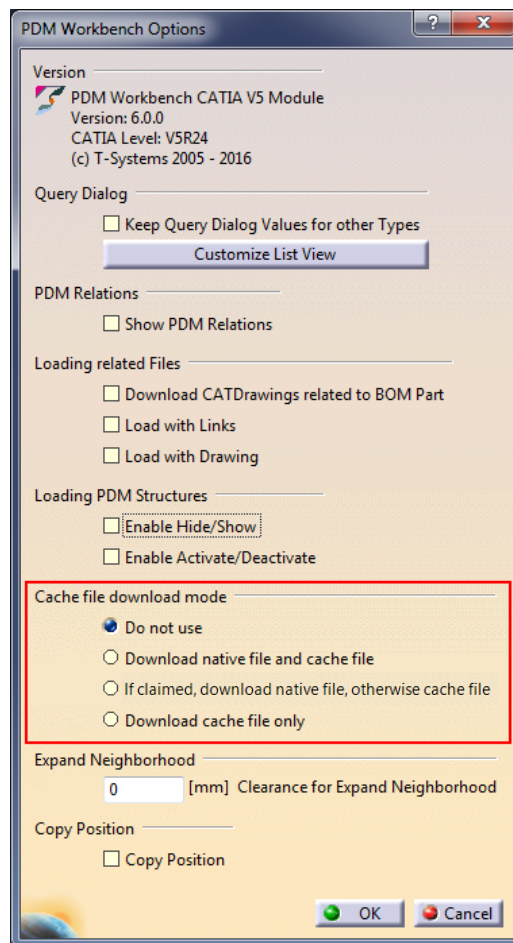 PDM Workbench Options
?
X
Version
PDM Workbench CATIA V5 Module
Version: 6.0.0
CATIA Level: V5R24
(c) T-Systems 2005 - 2016
Query Dialog
Keep Query Dialog Values for other Types
Customize List View
PDM Relations
Show PDM Relations
Loading related Files
Download CATDrawings related to BOM Part
Load with Links
Load with Drawing
Loading PDM Structures
Enable Hide/Show
Enable Activate/Deactivate
Cache file download mode
Do not use
Download native file and cache file
If claimed, download native file, otherwise cache file
Download cache file only
Expand Neighborhood
0 [mm] Clearance for Expand Neighborhood
Copy Position
Copy Position
OK Cancel